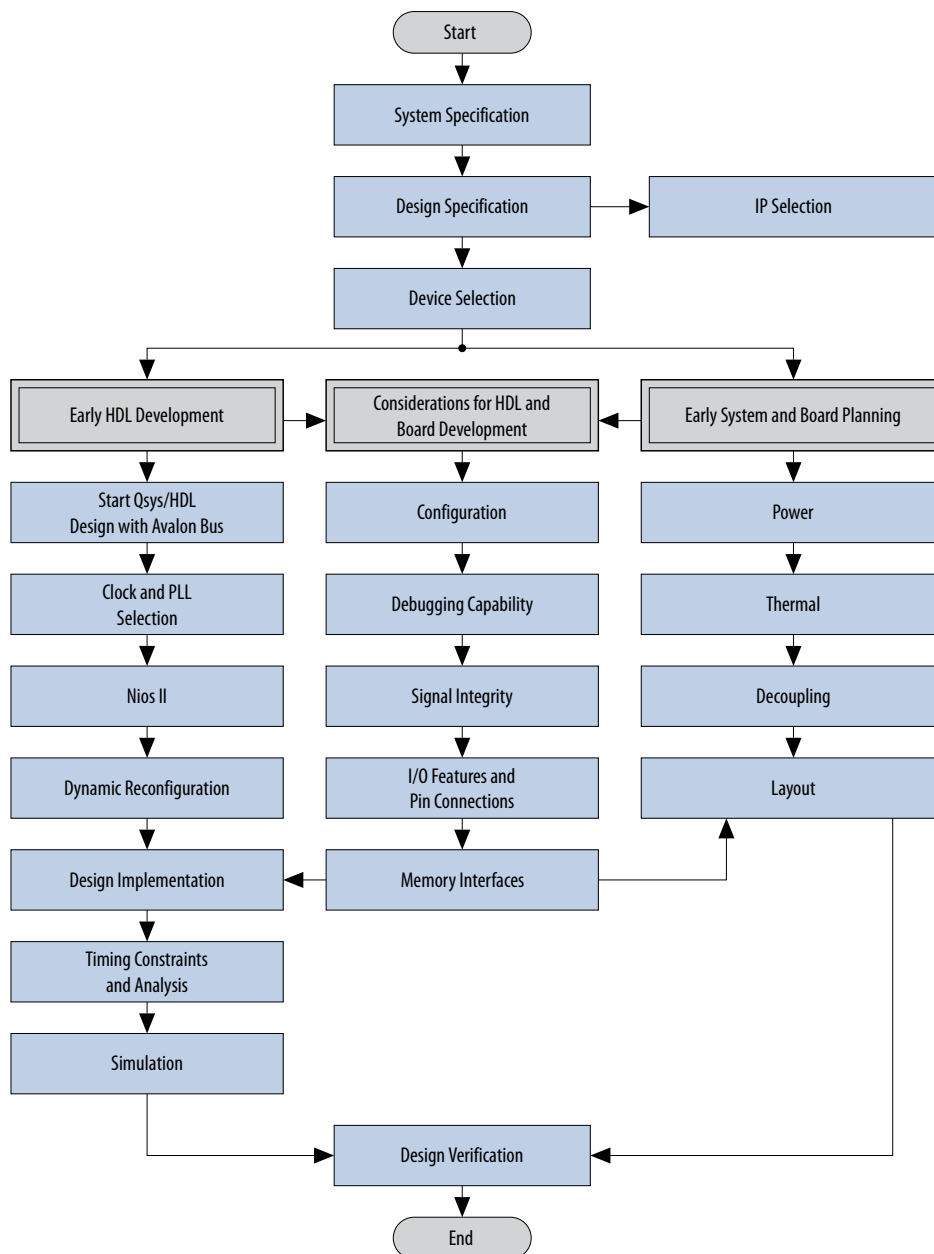 Start
System Specification
Design Specification
IP Selection
Device Selection
Early HDL Development
Considerations for HDL and
Board Development
Early System and Board Planning
Start Qsys/HDL
Design with Avalon Bus
Configuration
Power
Clock and PLL
Selection
Debugging Capability
Thermal
Nios II
Signal Integrity
Decoupling
Dynamic Reconfiguration
I/O Features and
Pin Connections
Layout
Design Implementation
Memory Interfaces
Timing Constraints
and Analysis
Simulation
Design Verification
End